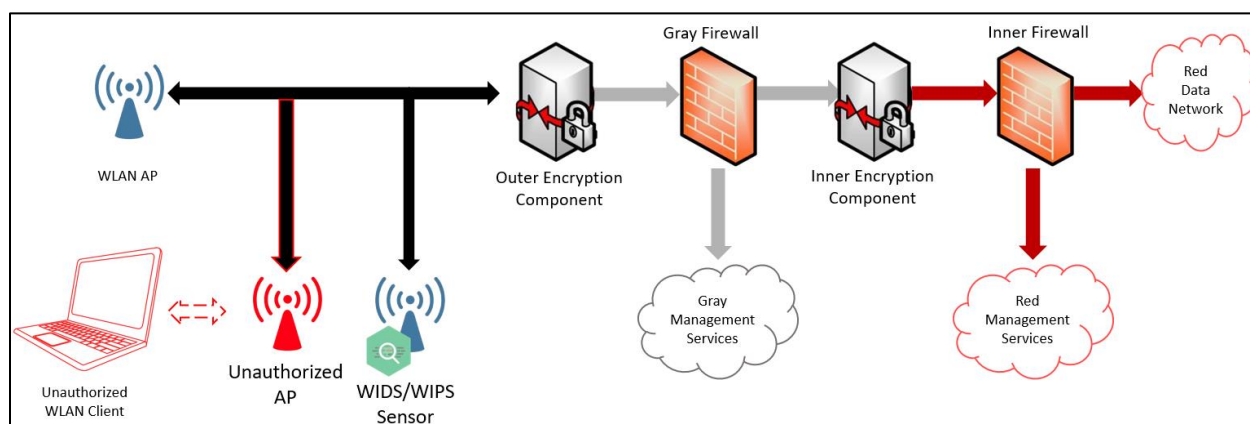 Gray Firewall
Inner Firewall
Red
Data
Network
WLAN AP
Outer Encryption
Component
Inner Encryption
Component
Gray
Management
Services
Red
Management
Services
Unauthorized
WLAN Client
Unauthorized
AP
WIDS/WIPS
Sensor